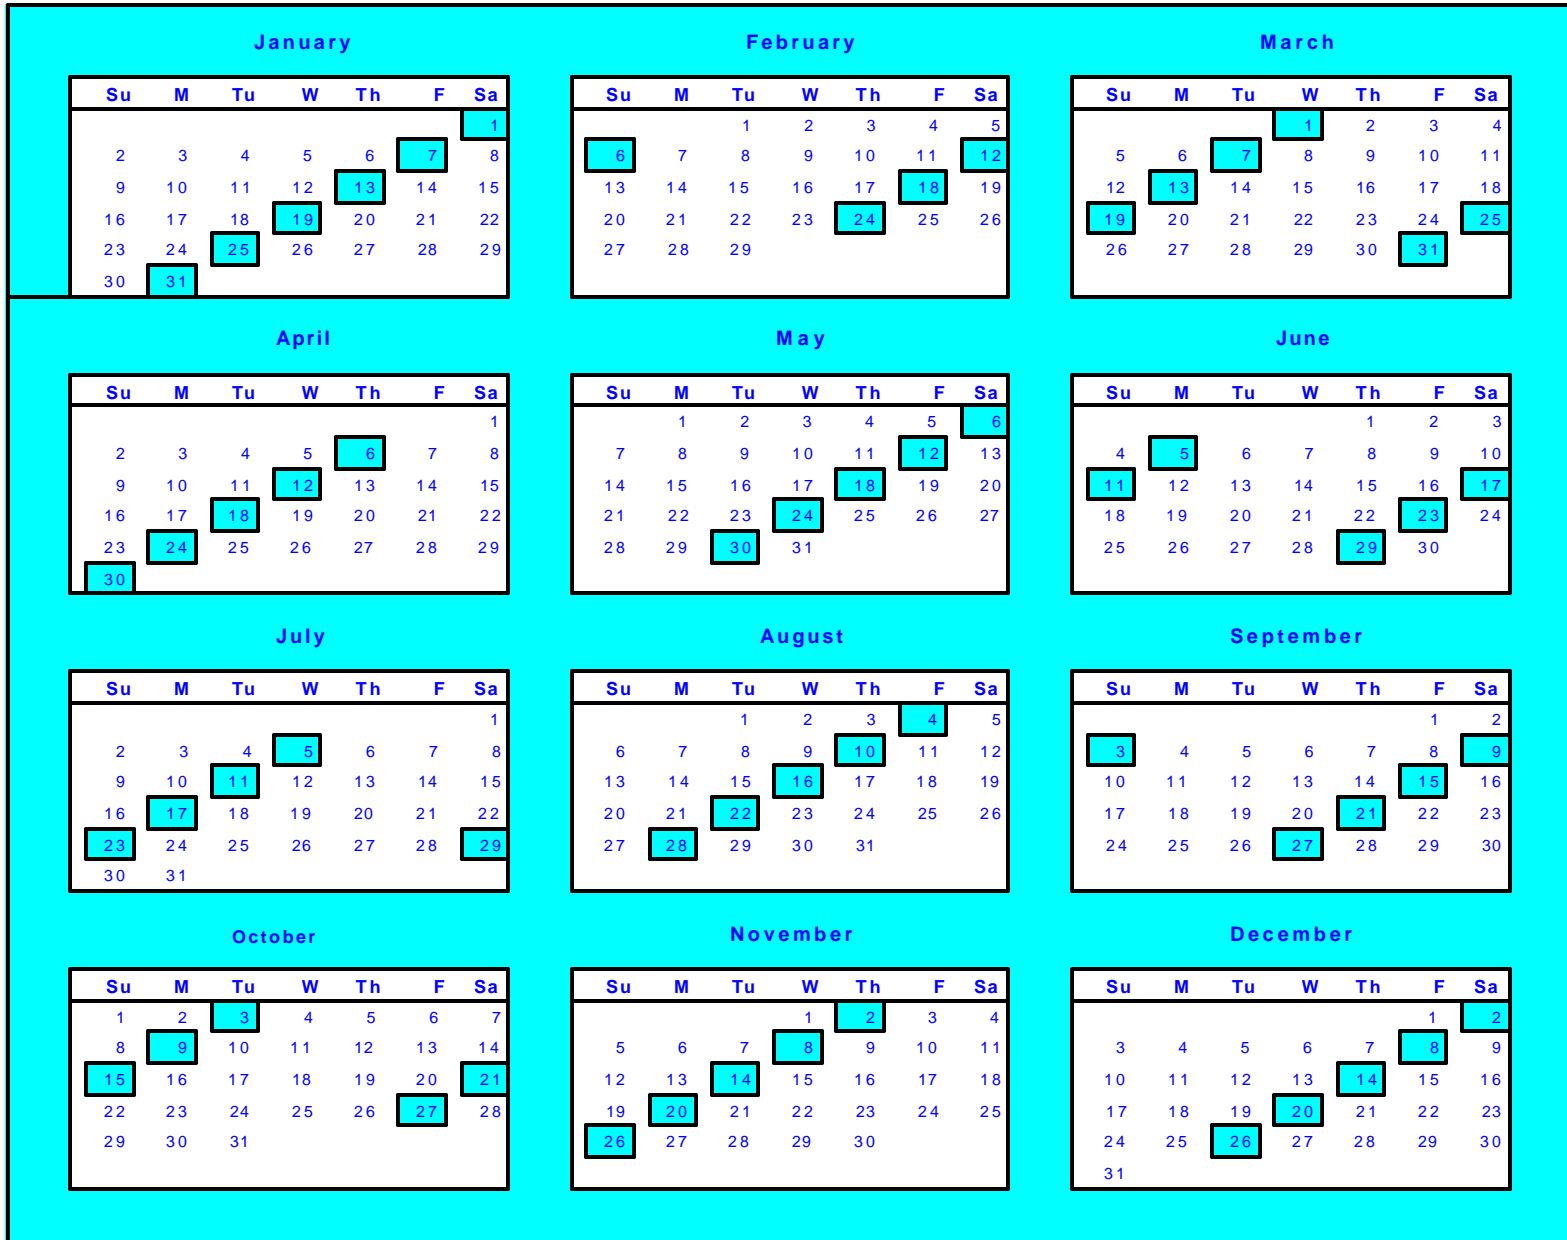 January February March
Su M Tu W Th F Sa Su M Tu W Th F Sa Su M Tu W Th F Sa
1 1 2 3 4 5 1 2 3 4
2 3 4 5 6 7 8 6 7 8 9 10 11 12 5 6 7 8 9 10 11
9 10 11 12 13 14 15 13 14 15 16 17 18 19 12 13 14 15 16 17 18
16 17 18 19 20 21 22 20 21 22 23 24 25 26 19 20 21 22 23 24 25
23 24 25 26 27 28 29 27 28 29 26 27 28 29 30 31
30 31
April May June
Su M Tu W Th F Sa Su M Tu W Th F Sa Su M Tu W Th F Sa
1 1 2 3 4 5 6 1 2 3
2 3 4 5 6 7 8 7 8 9 10 11 12 13 4 5 6 7 8 9 10
9 10 11 12 13 14 15 14 15 16 17 18 19 20 11 12 13 14 15 16 17
16 17 18 19 20 21 22 21 22 23 24 25 26 27 18 19 20 21 22 23 24
23 24 25 26 27 28 29 28 29 30 31 25 26 27 28 29 30
30
July August September
Su M Tu W Th F Sa Su M Tu W Th F Sa Su M Tu W Th F Sa
1 1 2 3 4 5 1 2
2 3 4 5 6 7 8 6 7 8 9 10 11 12 3 4 5 6 7 8 9
9 10 11 12 13 14 15 13 14 15 16 17 18 19 10 11 12 13 14 15 16
16 17 18 19 20 21 22 20 21 22 23 24 25 26 17 18 19 20 21 22 23
23 24 25 26 27 28 29 27 28 29 30 31 24 25 26 27 28 29 30
30 31
October November December
Su M Tu W Th F Sa Su M Tu W Th F Sa Su M Tu W Th F Sa
1 2 3 4 5 6 7 1 2 3 4 1 2
8 9 10 11 12 13 14 5 6 7 8 9 10 11 3 4 5 6 7 8 9
15 16 17 18 19 20 21 12 13 14 15 16 17 18 10 11 12 13 14 15 16
22 23 24 25 26 27 28 19 20 21 22 23 24 25 17 18 19 20 21 22 23
29 30 31 26 27 28 29 30 24 25 26 27 28 29 30
31